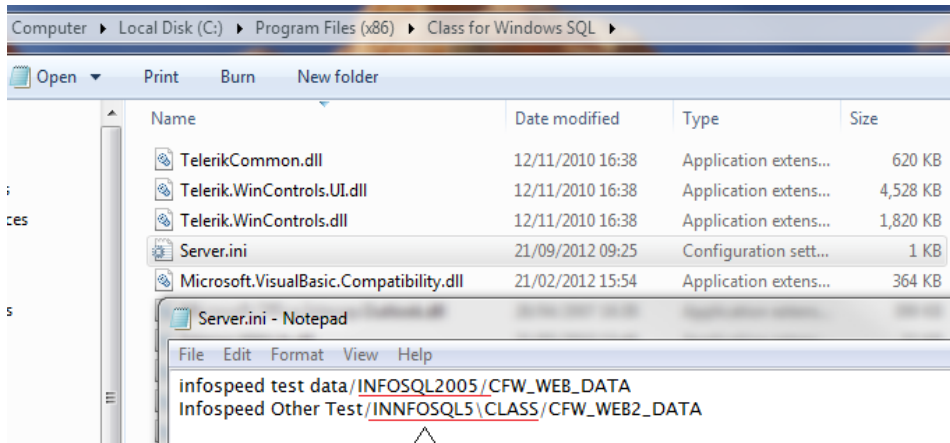 Computer ▸ Local Disk (C:) ▸ Program Files (x86) ▸ Class for Windows SQL ▸
Open Print Burn New folder
Name Date modified Type Size
TelerikCommon.dll 12/11/2010 16:38 Application extens... 620 KB
Telerik.WinControls.UI.dll 12/11/2010 16:38 Application extens... 4,528 KB
ces Telerik.WinControls.dll 12/11/2010 16:38 Application extens... 1,820 KB
Server.ini 21/09/2012 09:25 Configuration sett... 1 KB
Microsoft.VisualBasic.Compatibility.dll 21/02/2012 15:54 Application extens... 364 KB
Server.ini - Notepad
File Edit Format View Help
infospeed test data/INFOSQL2005/CFW_WEB_DATA
Infospeed Other Test/INNFOSQL5\CLASS/CFW_WEB2_DATA